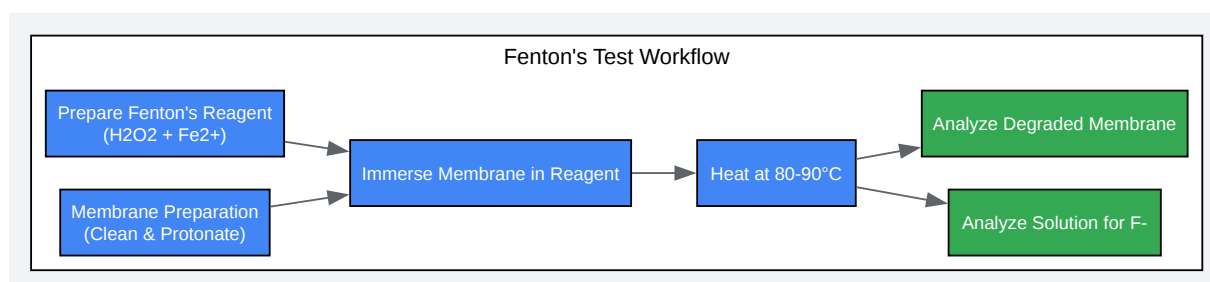 Fenton's Test Workflow
Prepare Fenton's Reagent
(H2O2 + Fe2+)
Membrane Preparation
(Clean & Protonate)
Immerse Membrane in Reagent
Heat at 80-90°C
Analyze Degraded Membrane
Analyze Solution for F-